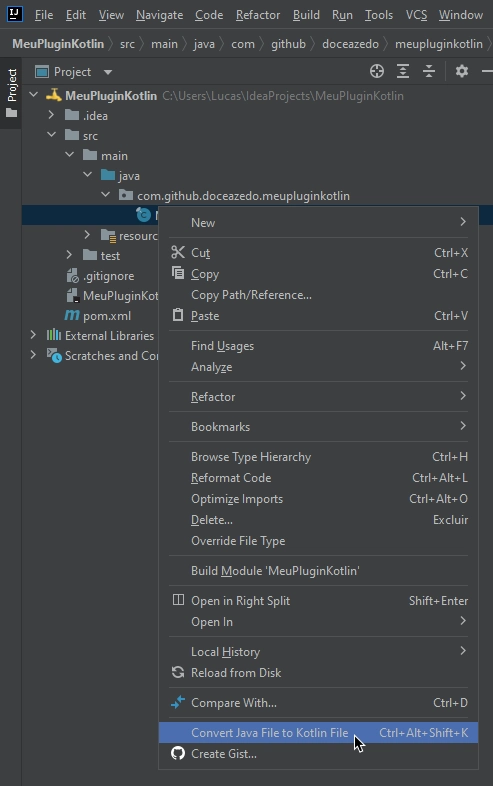 IJ File Edit View Navigate Code Refactor Build Run Tools VCS Window
MeuPluginKotlin src main java com github doceazedo meupluginkotlin
Project
Project
MeuPluginKotlin C:\Users\Lucas\IdeaProjects\MeuPluginKotlin
.idea
src
main
java
com.github.doceazedo.meupluginkotlin
New
Cut Ctrl+X
resourc
test
Copy Ctrl+C
.gitignore
Copy Path/Reference...
MeuPluginKot
Paste Ctrl+V
pom.xml
External Libraries
Find Usages Alt+F7
Scratches and Co
Analyze
Refactor
Bookmarks
Browse Type Hierarchy Ctrl+H
Reformat Code Ctrl+Alt+L
Optimize Imports Ctrl+Alt+O
Delete... Excluir
Override File Type
Build Module 'MeuPluginKotlin'
Open in Right Split Shift+Enter
Open In
Local History
Reload from Disk
Compare With... Ctrl+D
Convert Java File to Kotlin File Ctrl+Alt+Shift+K
Create Gist...